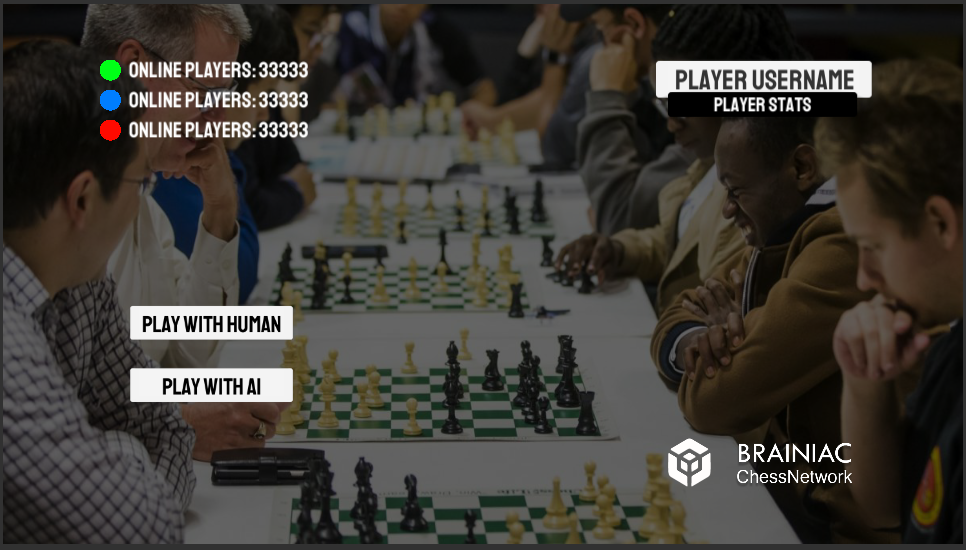 ONLINE PLAYERS: 33333
ONLINE PLAYERS: 33333
ONLINE PLAYERS: 33333
PLAYER USERNAME
PLAYER STATS
PLAY WITH HUMAN
PLAY WITH AI
BRAINIAC
ChessNetwork